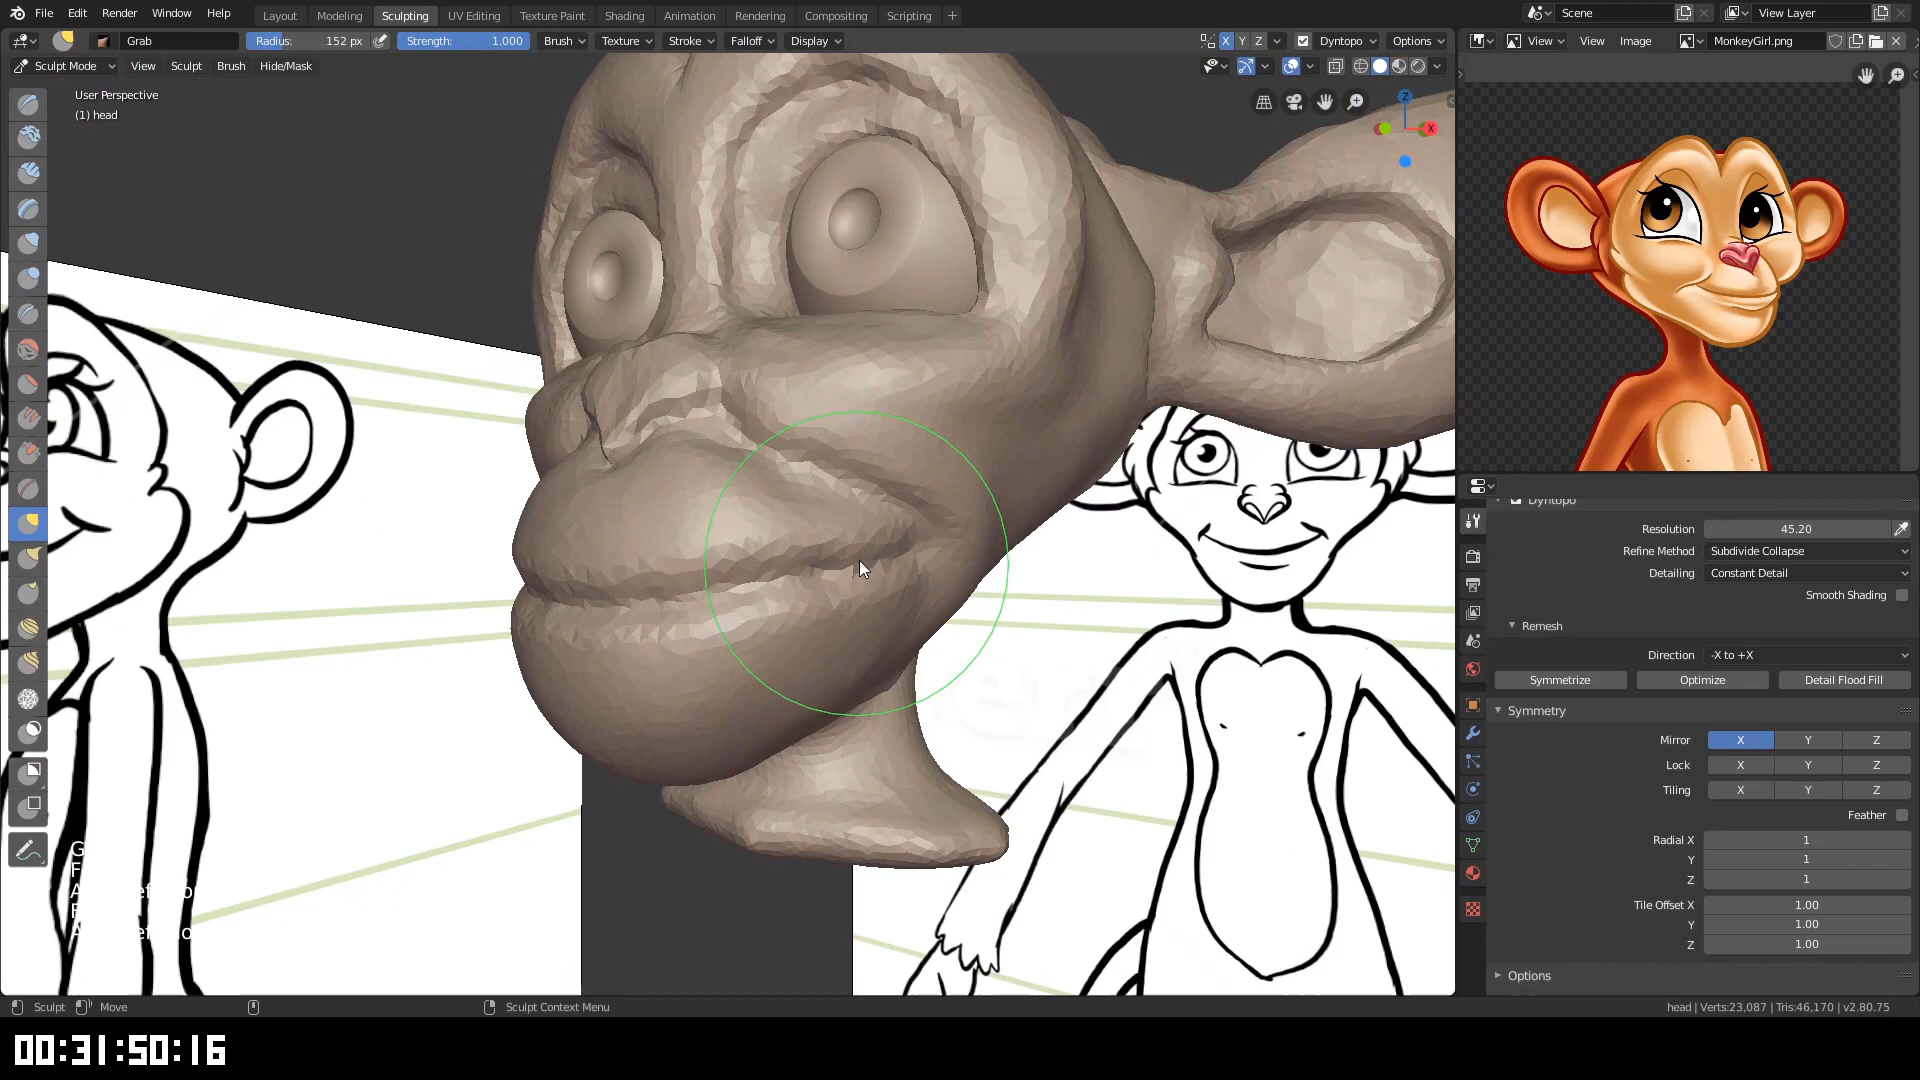 File Edit Render Window Help
Layout Modeling Sculpting UV Editing Texture Paint Shading Animation Rendering Compositing Scripting +
Scene
View Layer
Grab
Radius: 152 px
Strength: 1.000
Brush Texture Stroke Falloff Display
X Y Z
Dyntopo
Options
View
View Image
MonkeyGirl.png
Sculpt Mode
View Sculpt Brush Hide/Mask
User Perspective
(1) head
Z
X
Dyntopo
Resolution 45.20
Refine Method Subdivide Collapse
Detailing Constant Detail
Smooth Shading
Remesh
Direction -X to +X
Symmetrize Optimize Detail Flood Fill
Symmetry
Mirror X Y Z
Lock X Y Z
Tiling X Y Z
Feather
Radial X 1
Y 1
Z 1
Tile Offset X 1.00
Y 1.00
Z 1.00
Options
Sculpt Move
Sculpt Context Menu
head | Verts:23,087 | Tris:46,170 | v2.80.75
00:31:50:16